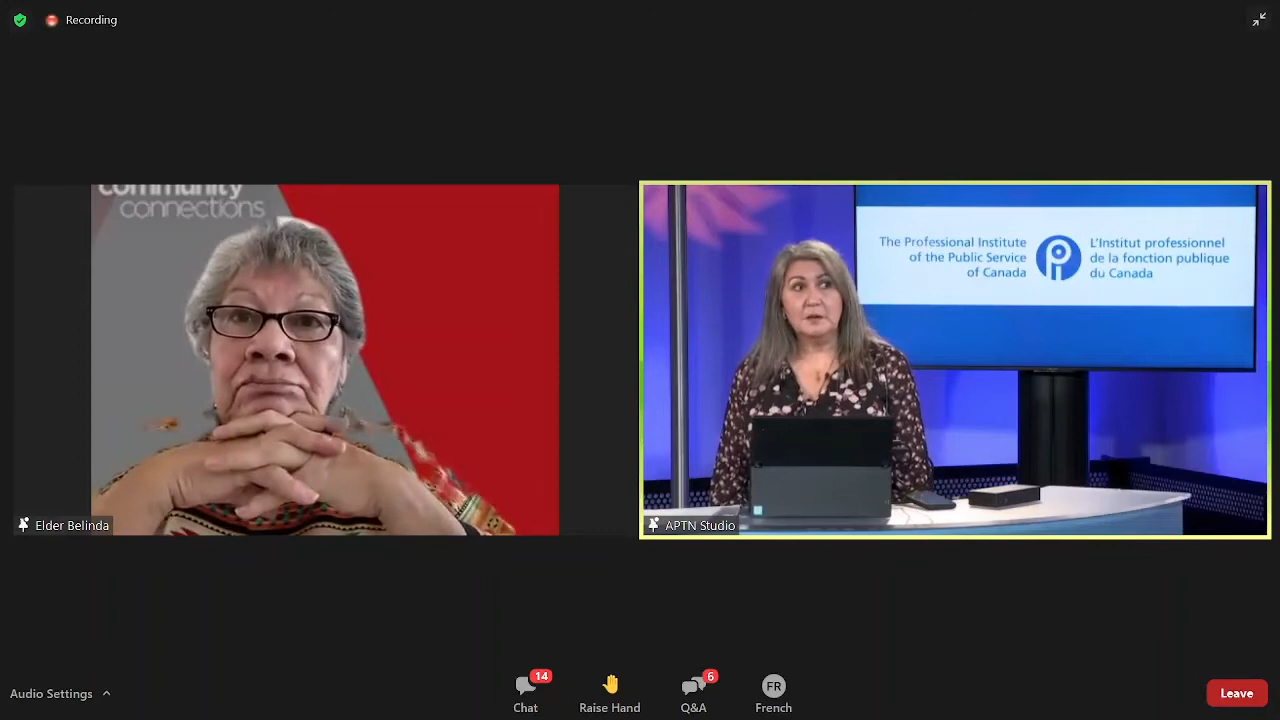 Recording
community
connections
The Professional Institute
of the Public Service
of Canada
L'Institut professionnel
de la fonction publique
du Canada
Elder Belinda
APTN Studio
Audio Settings
14
Chat
Raise Hand
6
Q&A
FR
French
Leave